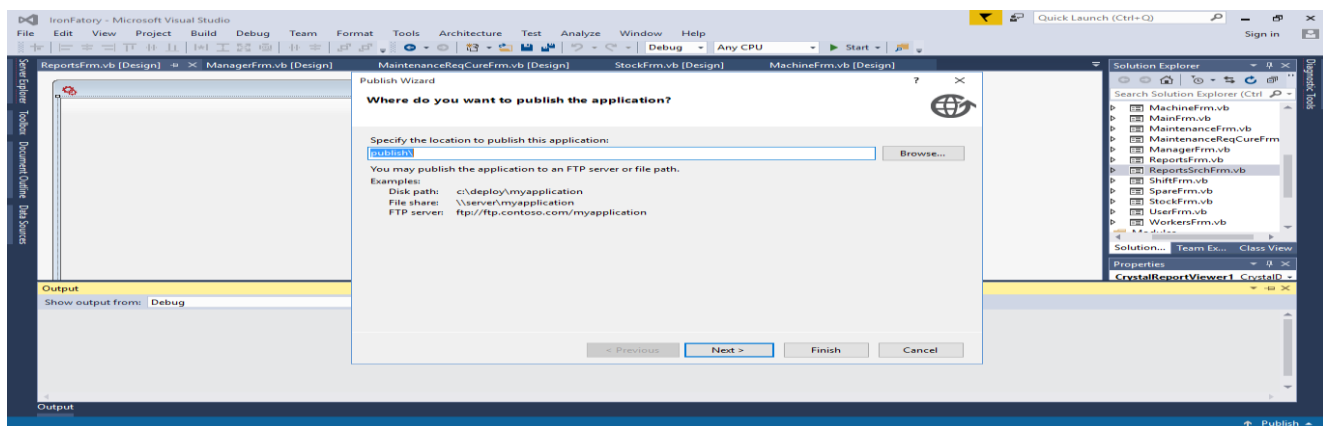 IronFatory - Microsoft Visual Studio
Quick Launch (Ctrl+Q)
File Edit View Project Build Debug Team Format Tools Architecture Test Analyze Window Help
Sign in
Debug Any CPU Start
ReportsFrm.vb [Design] ManagerFrm.vb [Design] MaintenanceReqCureFrm.vb [Design] StockFrm.vb [Design] MachineFrm.vb [Design]
Server Explorer
Toolbox
Document Outline
Data Sources
Publish Wizard
?
Where do you want to publish the application?
Specify the location to publish this application:
publish\
Browse...
You may publish the application to an FTP server or file path.
Examples:
Disk path: c:\deploy\myapplication
File share: \\server\myapplication
FTP server: ftp://ftp.contoso.com/myapplication
< Previous Next > Finish Cancel
Solution Explorer
Search Solution Explorer (Ctrl
MachineFrm.vb
MainFrm.vb
MaintenanceFrm.vb
MaintenanceReqCureFrm
ManagerFrm.vb
ReportsFrm.vb
ReportsSrchFrm.vb
ShiftFrm.vb
SpareFrm.vb
StockFrm.vb
UserFrm.vb
WorkersFrm.vb
Solution... Team Ex... Class View
Properties
CrystalReportViewer1 CrystalD
Diagnostic Tools
Output
Show output from: Debug
Output
Publish